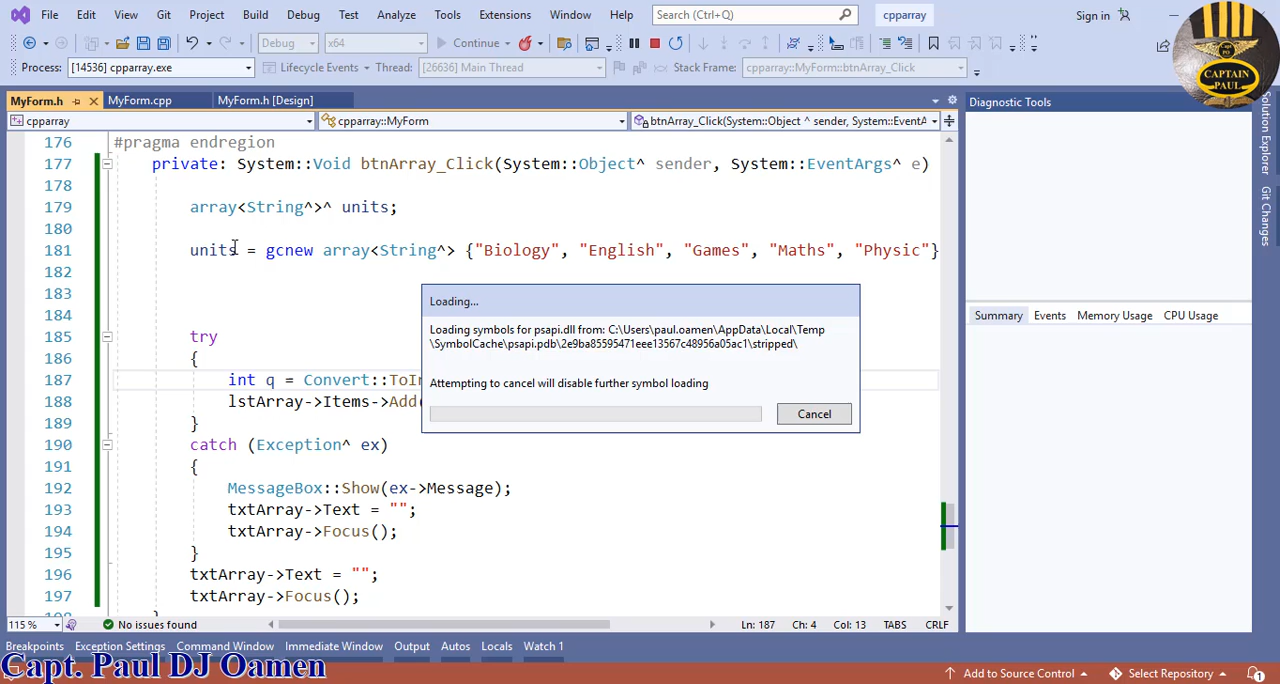 File Edit View Git Project Build Debug Test Analyze Tools Extensions Window Help Search (Ctrl+Q) cpparray Sign in
Debug x64 Continue
Process: [14536] cpparray.exe Lifecycle Events Thread: [26636] Main Thread Stack Frame: cpparray::MyForm::btnArray_Click
Capt PO
CAPTAIN
PAUL
MyForm.h MyForm.cpp MyForm.h [Design] Diagnostic Tools
cpparray cpparray::MyForm btnArray_Click(System::Object^ sender, System::EventA
Solution Explorer
Git Changes
176 #pragma endregion
177 private: System::Void btnArray_Click(System::Object^ sender, System::EventArgs^ e)
178
179 array<String^>^ units;
180
181 units = gcnew array<String^> {"Biology", "English", "Games", "Maths", "Physic"}
182
183
184
185 try
186 {
187 int q = Convert::ToIn
188 lstArray->Items->Add(
189 }
190 catch (Exception^ ex)
191 {
192 MessageBox::Show(ex->Message);
193 txtArray->Text = "";
194 txtArray->Focus();
195 }
196 txtArray->Text = "";
197 txtArray->Focus();
Loading...
Loading symbols for psapi.dll from: C:\Users\paul.oamen\AppData\Local\Temp
\SymbolCache\psapi.pdb\2e9ba85595471eee13567c48956a05ac1\stripped\
Attempting to cancel will disable further symbol loading
Cancel
Summary Events Memory Usage CPU Usage
115 % No issues found Ln: 187 Ch: 4 Col: 13 TABS CRLF
Breakpoints Exception Settings Command Window Immediate Window Output Autos Locals Watch 1
Capt. Paul DJ Oamen
Add to Source Control Select Repository 1